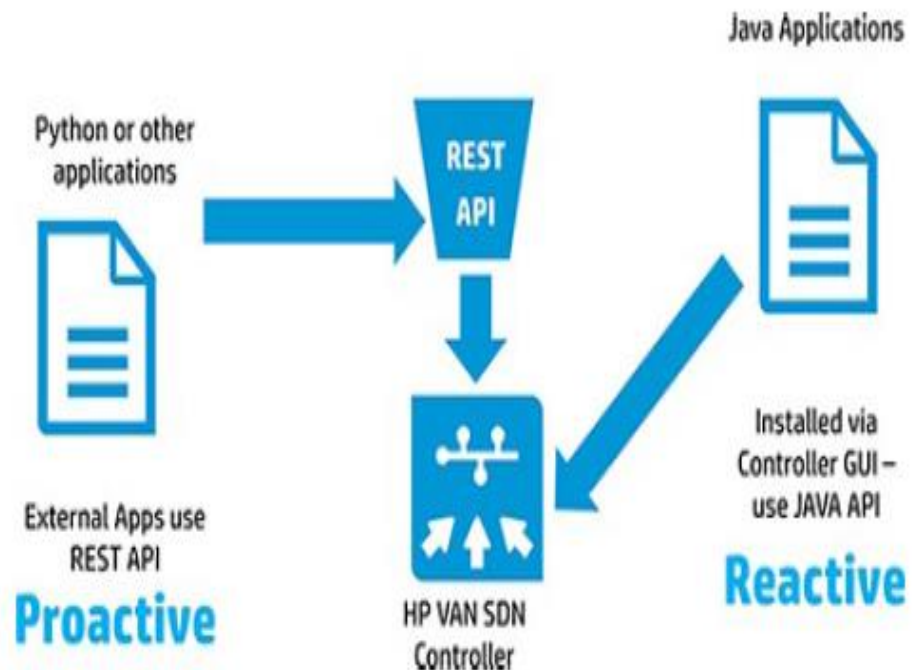 Java Applications
Python or other
applications
REST
API
External Apps use
REST API
Proactive
HP VAN SDN
Controller
Installed via
Controller GUI –
use JAVA API
Reactive